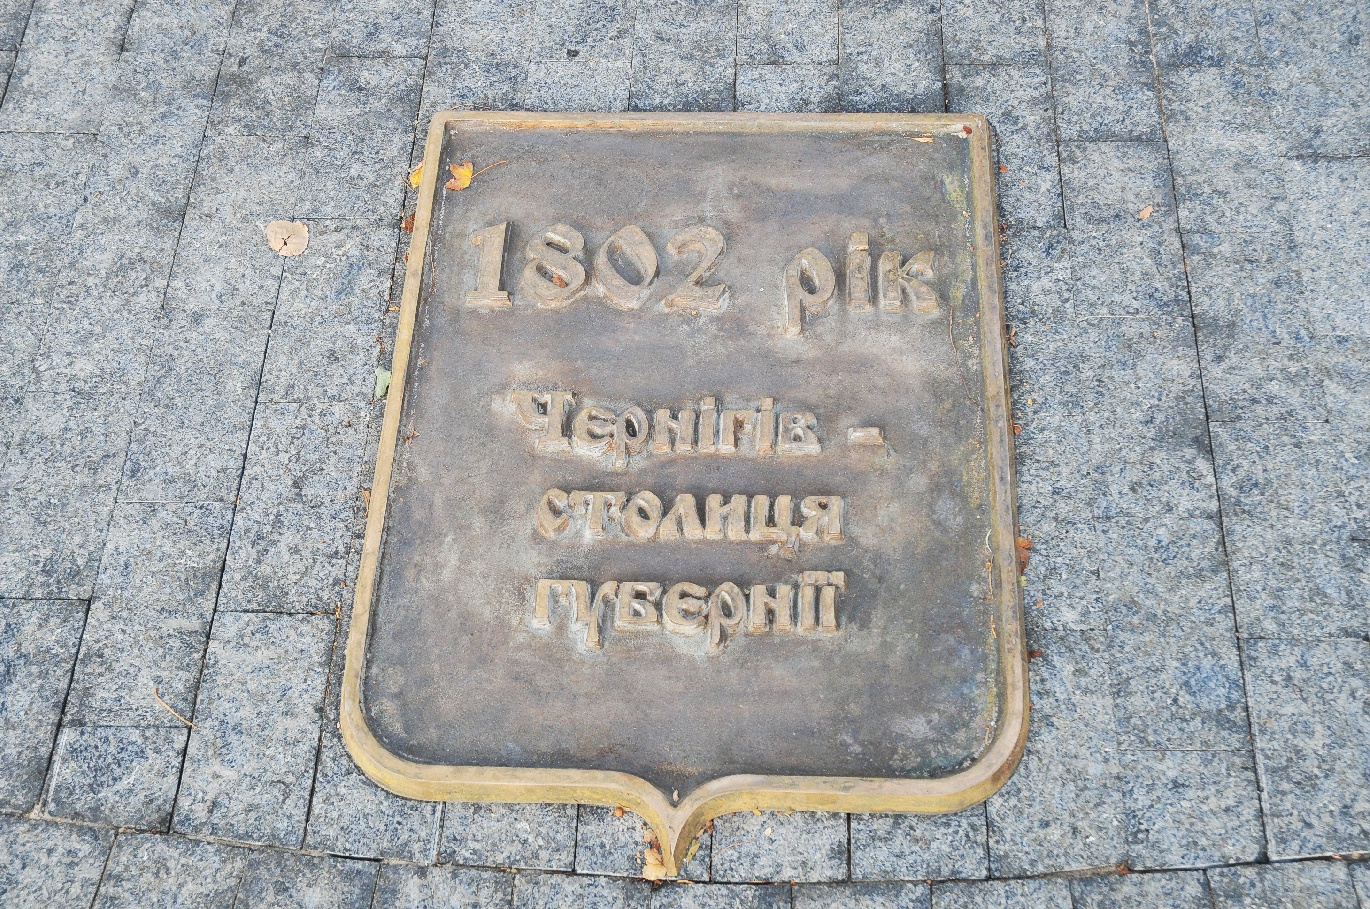 1802 рік
Чернігів –
столиця
губернії